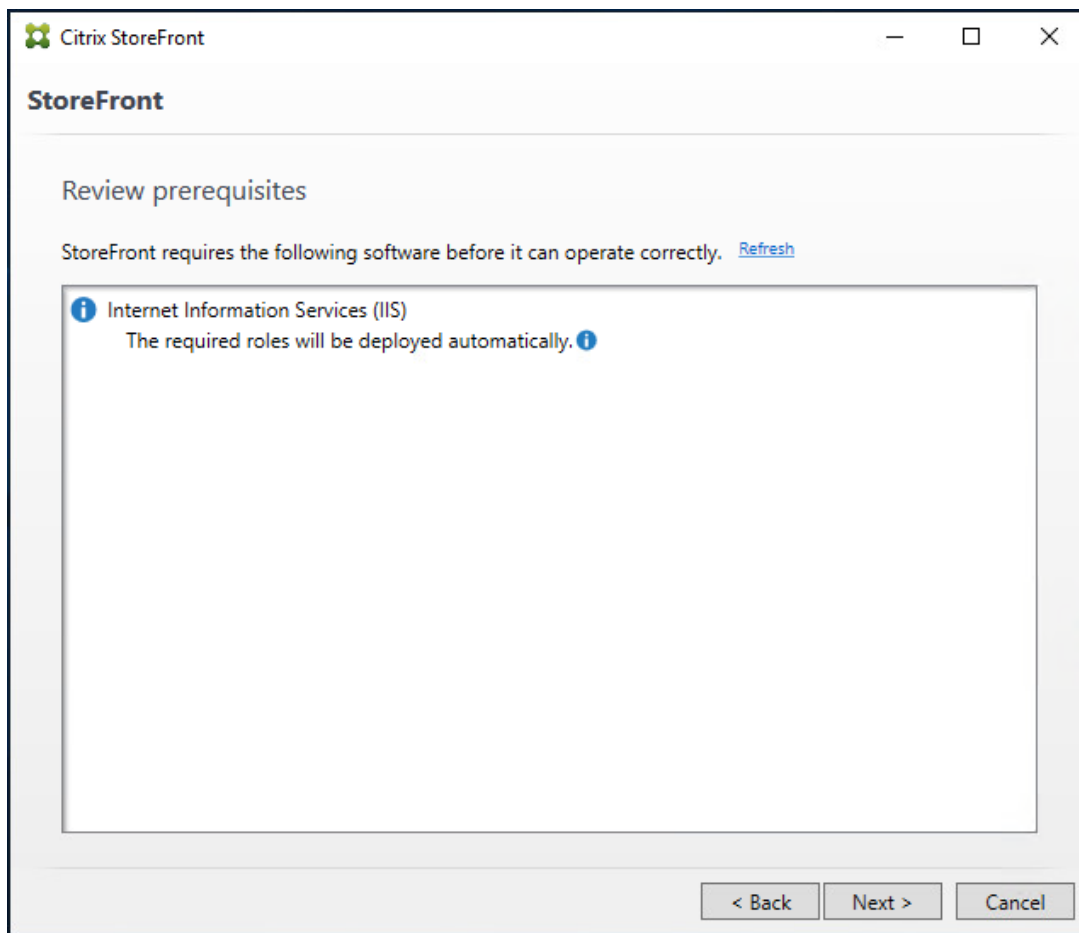 Citrix StoreFront
StoreFront
Review prerequisites
StoreFront requires the following software before it can operate correctly. Refresh
Internet Information Services (IIS)
The required roles will be deployed automatically.
< Back Next > Cancel